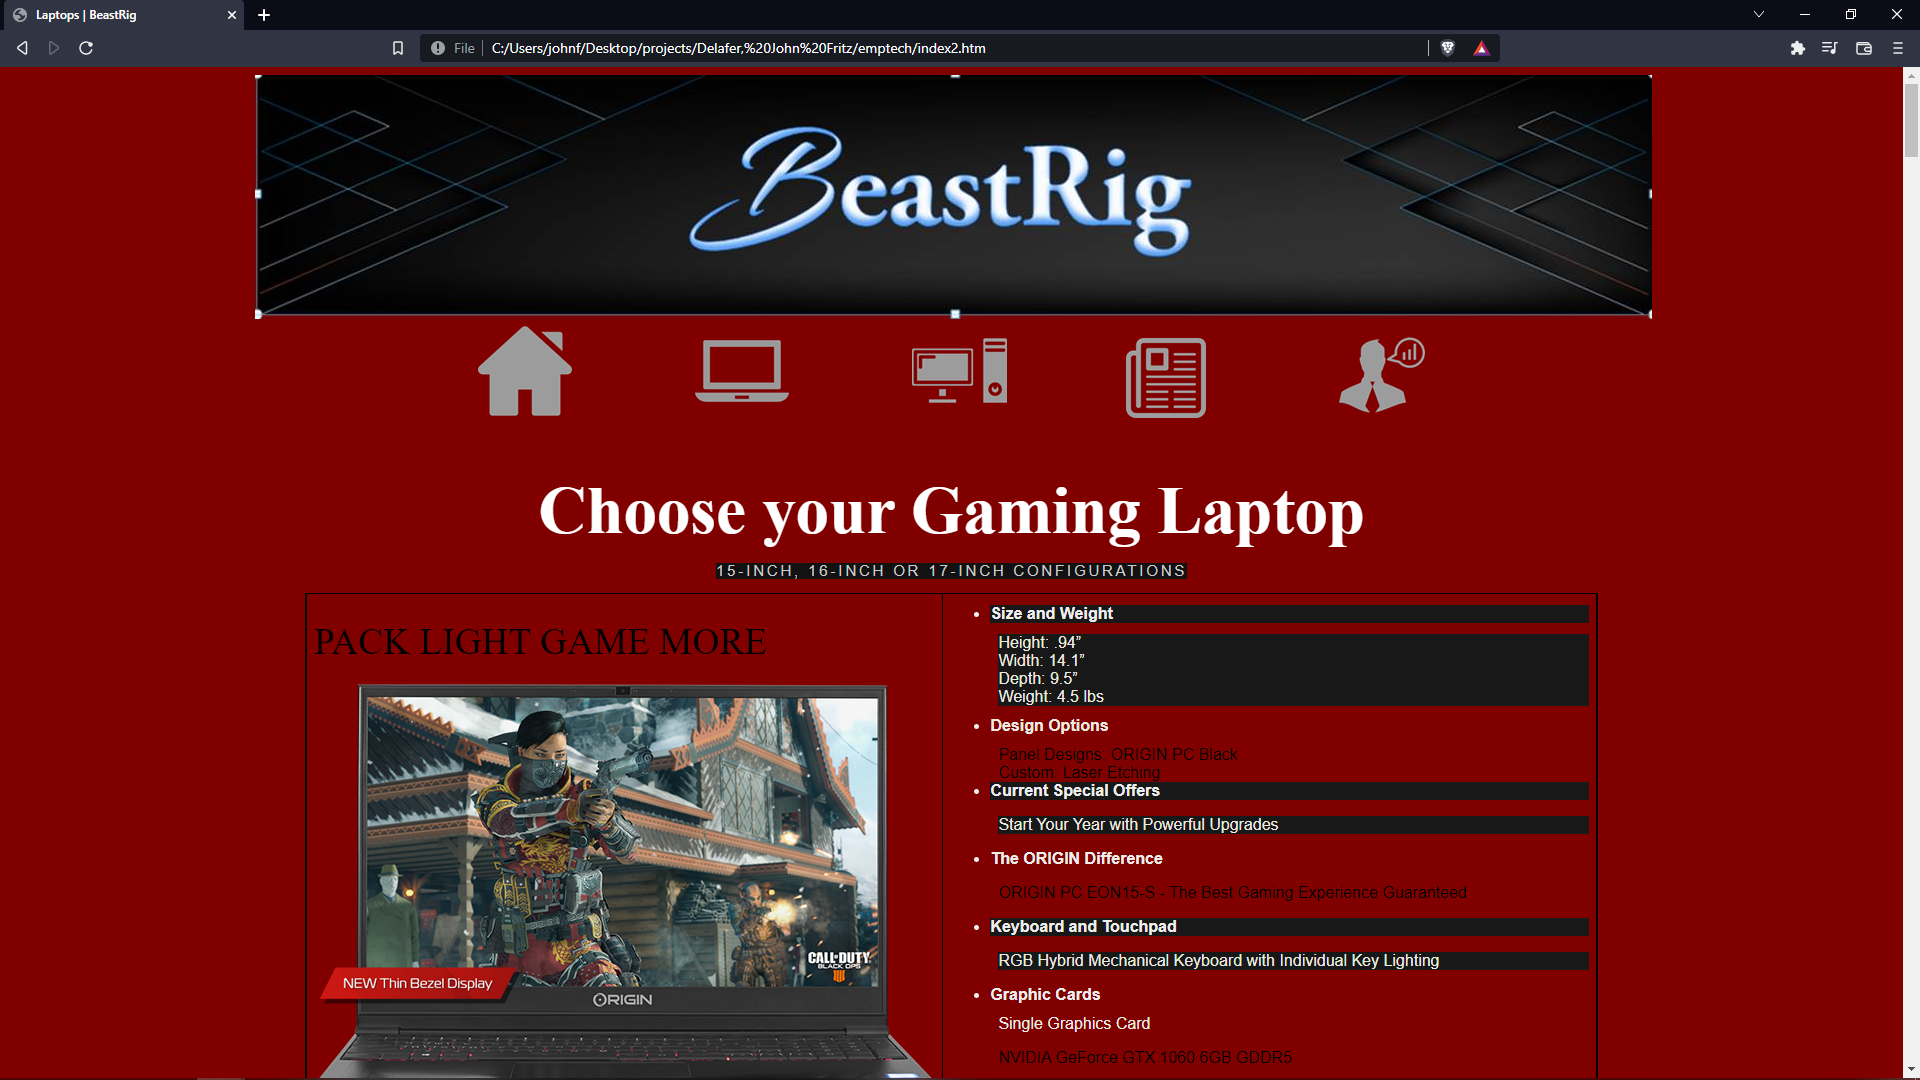 Laptops | BeastRig
File
C:/Users/johnf/Desktop/projects/Delafer,%20John%20Fritz/emptech/index2.htm
BeastRig
Choose your Gaming Laptop
15-INCH, 16-INCH OR 17-INCH CONFIGURATIONS
PACK LIGHT GAME MORE
CALL OF DUTY
BLACK OPS
IIII
NEW Thin Bezel Display
ORIGIN
Size and Weight
Height: .94”
Width: 14.1”
Depth: 9.5”
Weight: 4.5 lbs
Design Options
Panel Designs: ORIGIN PC Black
Custom: Laser Etching
Current Special Offers
Start Your Year with Powerful Upgrades
The ORIGIN Difference
ORIGIN PC EON15-S - The Best Gaming Experience Guaranteed
Keyboard and Touchpad
RGB Hybrid Mechanical Keyboard with Individual Key Lighting
Graphic Cards
Single Graphics Card
NVIDIA GeForce GTX 1060 6GB GDDR5